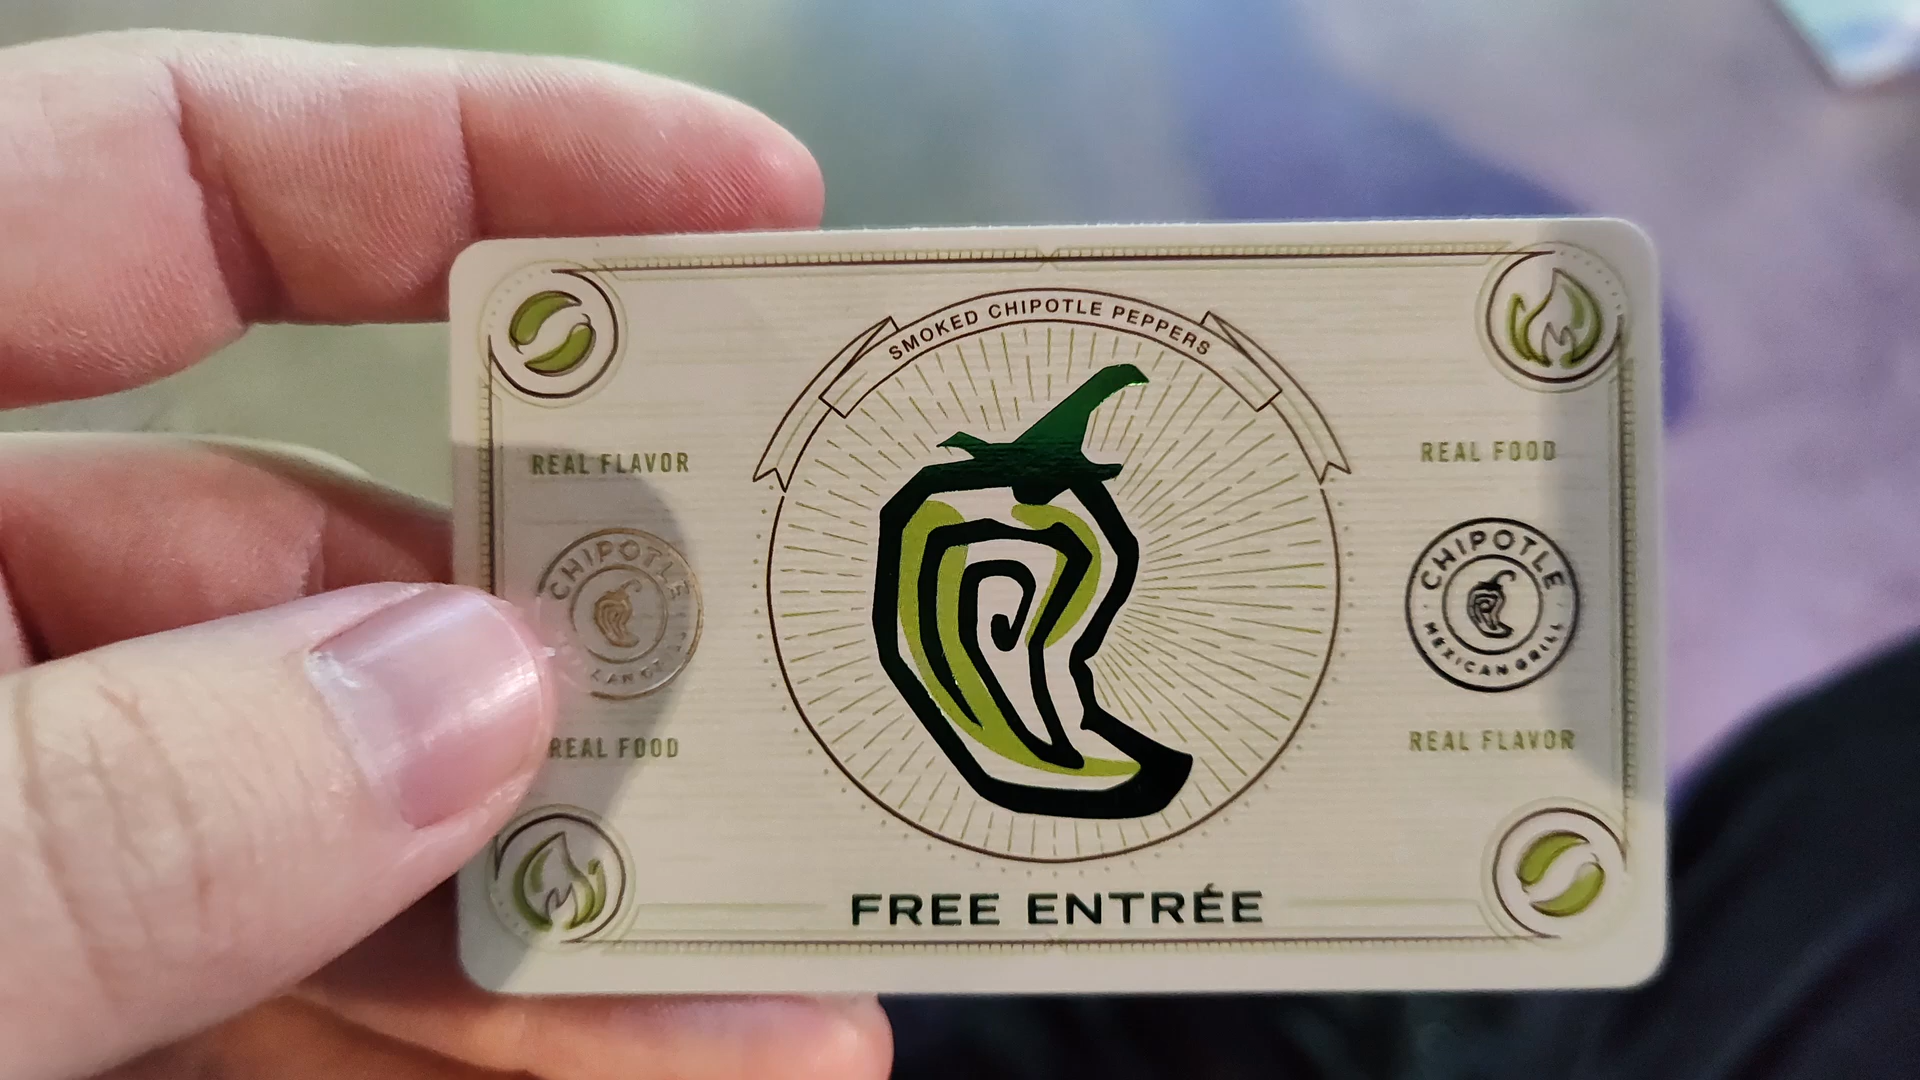 SMOKED CHIPOTLE PEPPERS
REAL FLAVOR
REAL FOOD
CHIPOTLE
CHIPOTLE
MEXICAN GRILL
REAL FOOD
REAL FLAVOR
FREE ENTRÉE